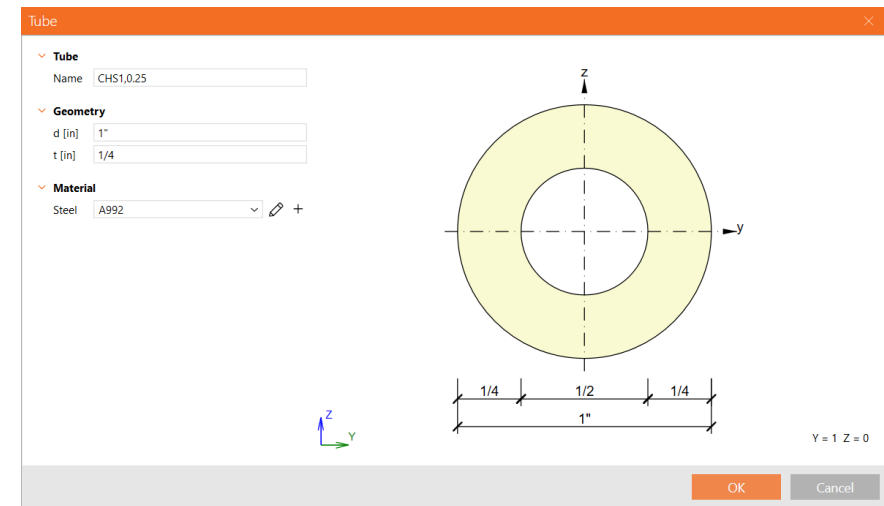 Tube
Tube
Name CHS1,0.25
Geometry
d [in] 1"
t [in] 1/4
Material
Steel A992
z
y
1/4 1/2 1/4
1"
Z
Y
Y = 1 Z = 0
OK Cancel